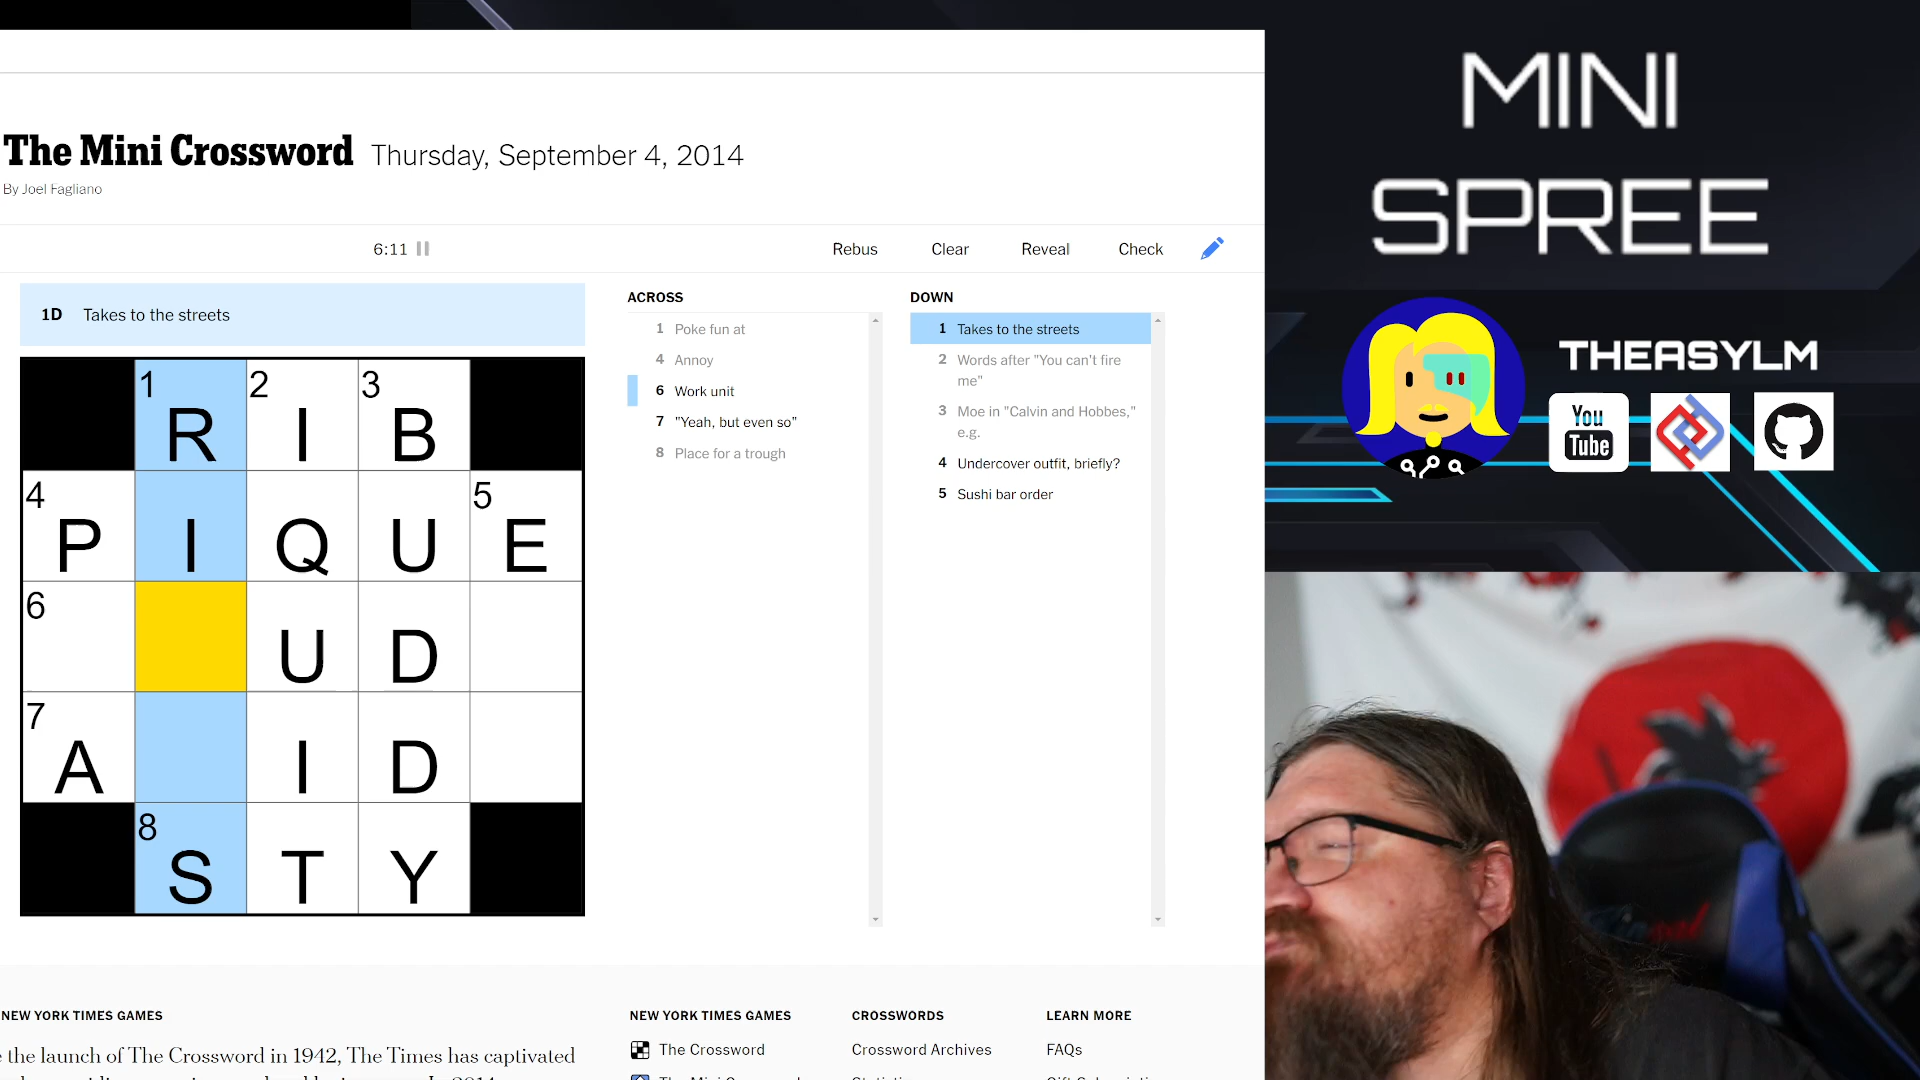 MINI
SPREE
The Mini Crossword Thursday, September 4, 2014
By Joel Fagliano
6:11
Rebus Clear Reveal Check
1D Takes to the streets
1 2 3
R I B
4 5
P I Q U E
6
U D
7
A I D
8
S T Y
ACROSS
1 Poke fun at
4 Annoy
6 Work unit
7 "Yeah, but even so"
8 Place for a trough
DOWN
1 Takes to the streets
2 Words after "You can't fire
me"
3 Moe in "Calvin and Hobbes,"
e.g.
4 Undercover outfit, briefly?
5 Sushi bar order
THEASYLM
You
Tube
NEW YORK TIMES GAMES
the launch of The Crossword in 1942, The Times has captivated
NEW YORK TIMES GAMES
The Crossword
CROSSWORDS
Crossword Archives
LEARN MORE
FAQs